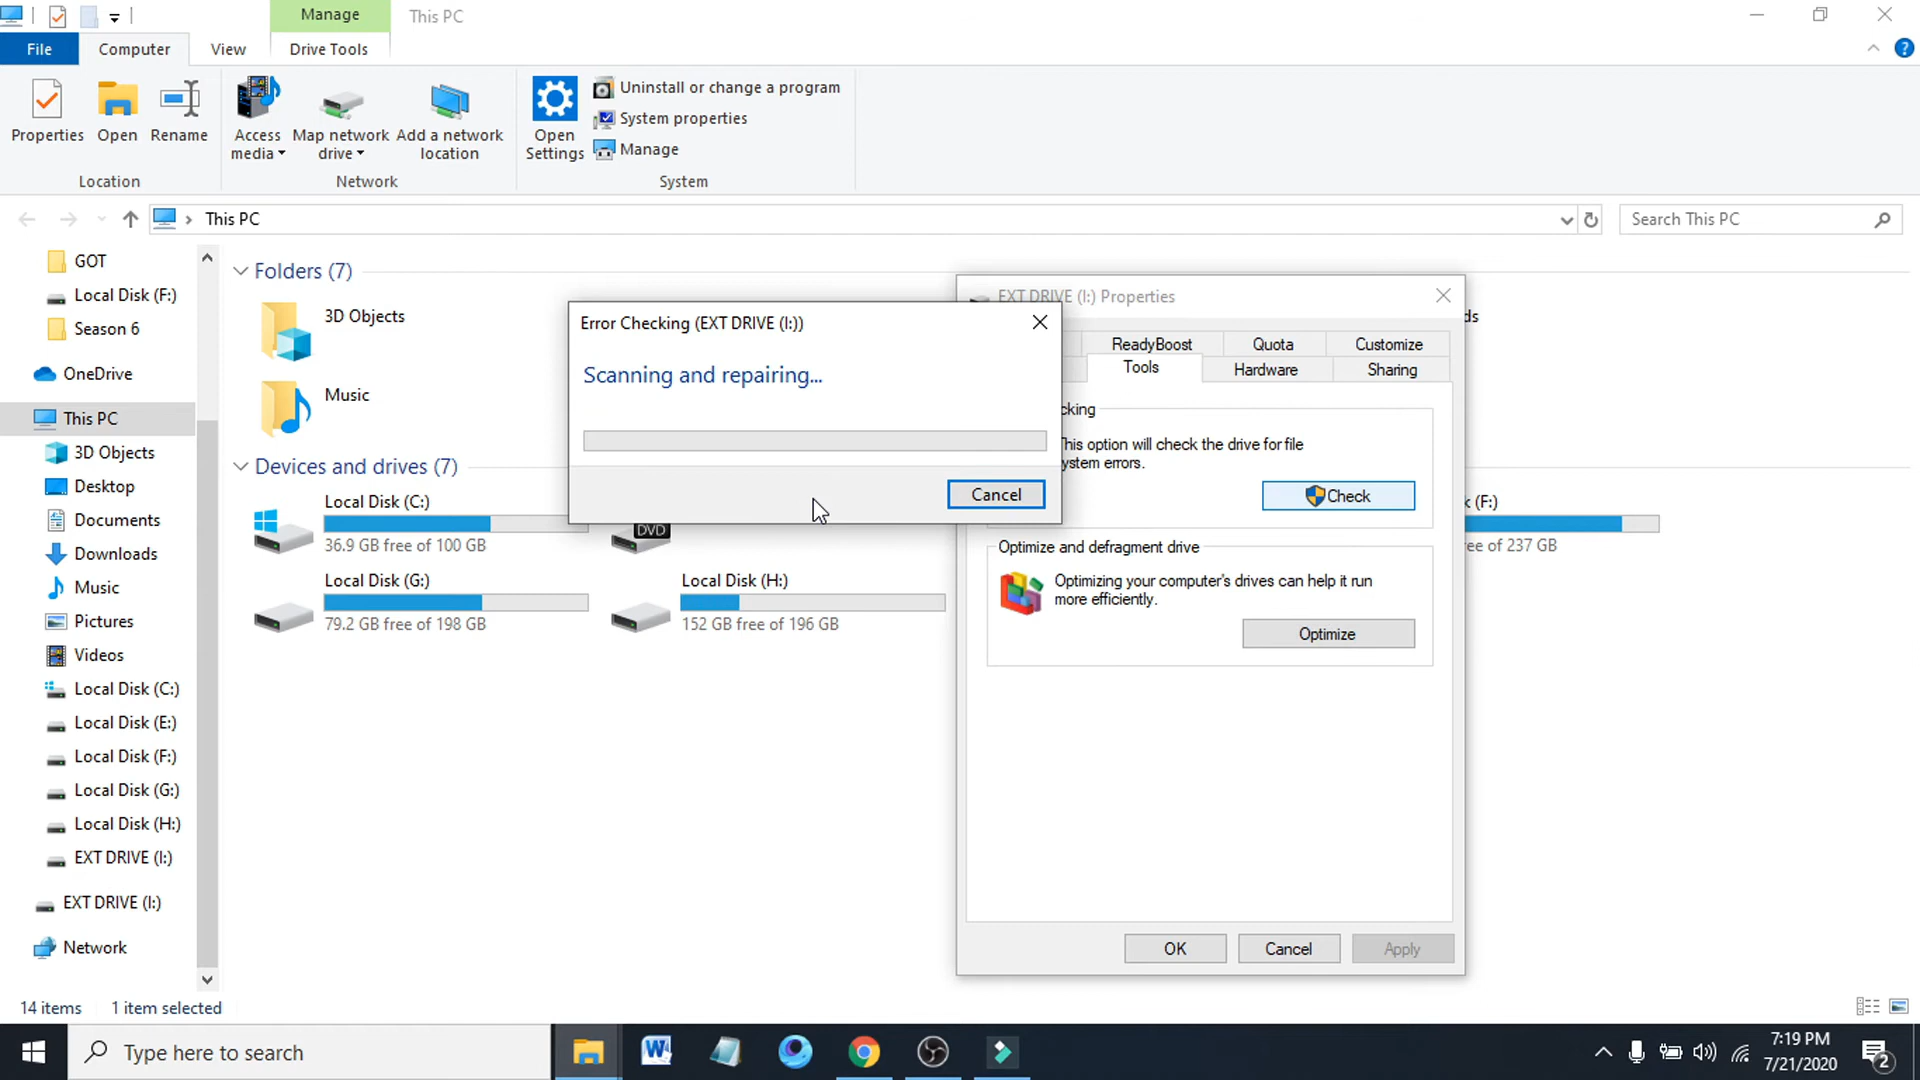 Manage
This PC
File
Computer
View
Drive Tools
Properties
Open
Rename
Access
media
Map network
drive
Add a network
location
Open
Settings
Uninstall or change a program
System properties
Manage
Location
Network
System
This PC
Search This PC
GOT
Local Disk (F:)
Season 6
OneDrive
This PC
3D Objects
Desktop
Documents
Downloads
Music
Pictures
Videos
Local Disk (C:)
Local Disk (E:)
Local Disk (F:)
Local Disk (G:)
Local Disk (H:)
EXT DRIVE (I:)
EXT DRIVE (I:)
Network
Folders (7)
3D Objects
Music
Devices and drives (7)
Local Disk (C:)
36.9 GB free of 100 GB
DVD
Local Disk (G:)
79.2 GB free of 198 GB
Local Disk (H:)
152 GB free of 196 GB
ds
k (F:)
ee of 237 GB
Error Checking (EXT DRIVE (I:))
Scanning and repairing...
Cancel
EXT DRIVE (I:) Properties
ReadyBoost
Quota
Customize
Tools
Hardware
Sharing
cking
This option will check the drive for file
ystem errors.
Check
Optimize and defragment drive
Optimizing your computer's drives can help it run
more efficiently.
Optimize
OK
Cancel
Apply
14 items
1 item selected
Type here to search
7:19 PM
7/21/2020
2